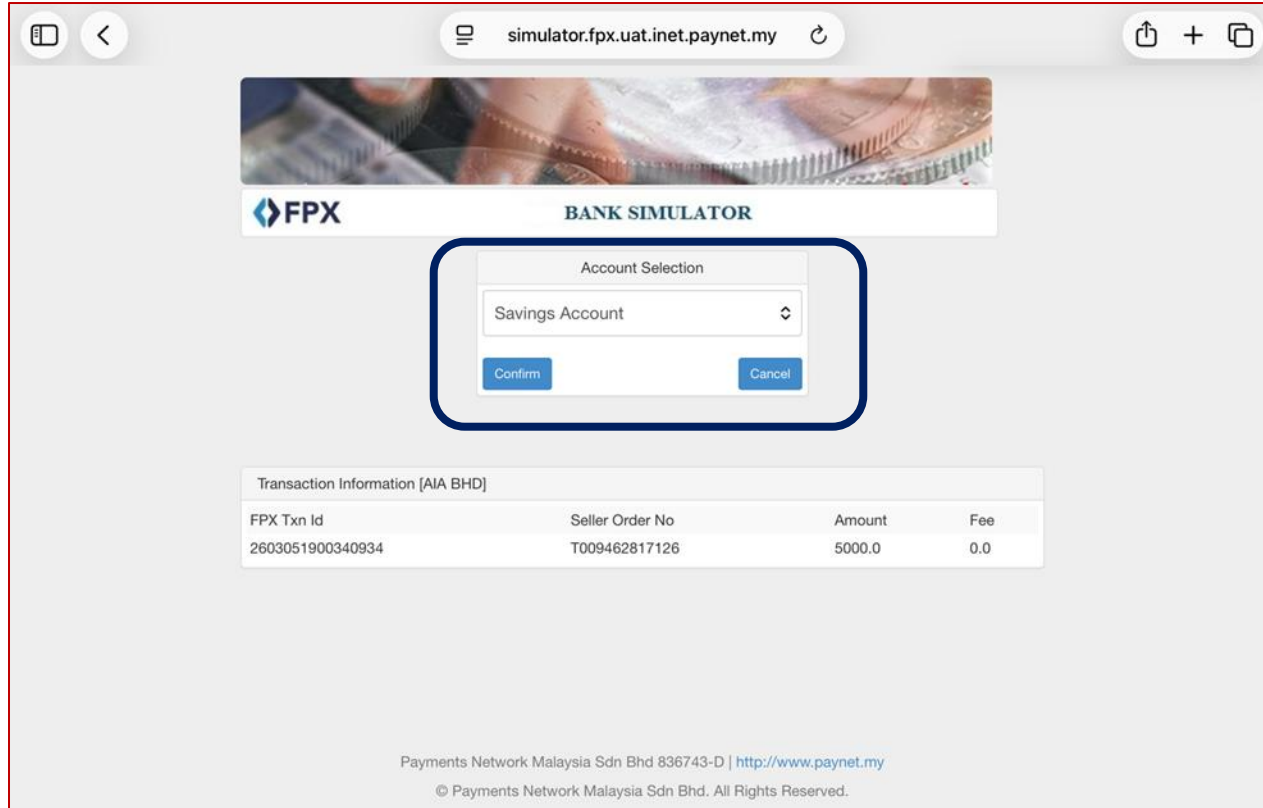 simulator.fpx.uat.inet.paynet.my
FPX
BANK SIMULATOR
Account Selection
Savings Account
Confirm Cancel
Transaction Information [AIA BHD]
FPX Txn Id Seller Order No Amount Fee
2603051900340934 T009462817126 5000.0 0.0
Payments Network Malaysia Sdn Bhd 836743-D | http://www.paynet.my
© Payments Network Malaysia Sdn Bhd. All Rights Reserved.